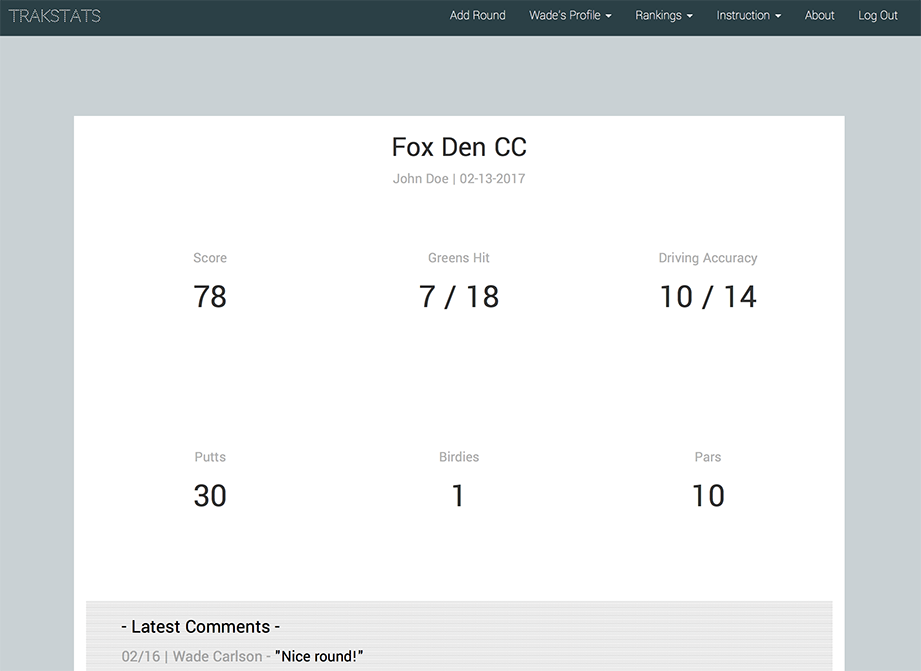 TRAKSTATS Add Round Wade's Profile Rankings Instruction About Log Out
Fox Den CC
John Doe | 02-13-2017
Score Greens Hit Driving Accuracy
78 7 / 18 10 / 14
Putts Birdies Pars
30 1 10
- Latest Comments -
02/16 | Wade Carlson - "Nice round!"